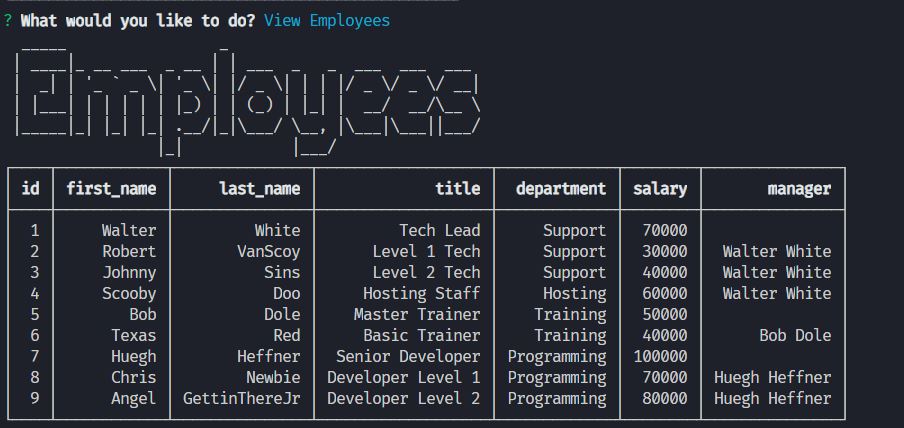 ? What would you like to do? View Employees
Employees
id first_name last_name title department salary manager
1 Walter White Tech Lead Support 70000
2 Robert VanScoy Level 1 Tech Support 30000 Walter White
3 Johnny Sins Level 2 Tech Support 40000 Walter White
4 Scooby Doo Hosting Staff Hosting 60000 Walter White
5 Bob Dole Master Trainer Training 50000
6 Texas Red Basic Trainer Training 40000 Bob Dole
7 Huegh Heffner Senior Developer Programming 100000
8 Chris Newbie Developer Level 1 Programming 70000 Huegh Heffner
9 Angel GettinThereJr Developer Level 2 Programming 80000 Huegh Heffner